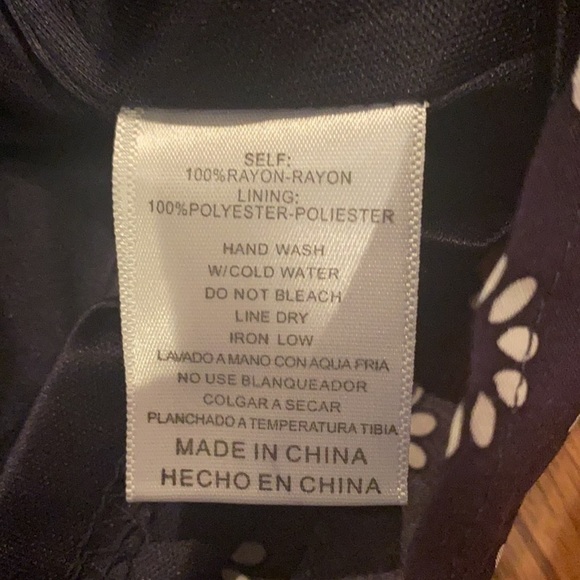 SELF:
100%RAYON-RAYON
LINING:
100%POLYESTER-POLIESTER
HAND WASH
W/COLD WATER
DO NOT BLEACH
LINE DRY
IRON LOW
LAVADO A MANO CON AQUA FRIA
NO USE BLANQUEADOR
COLGAR A SECAR
PLANCHADO A TEMPERATURA TIBIA
MADE IN CHINA
HECHO EN CHINA